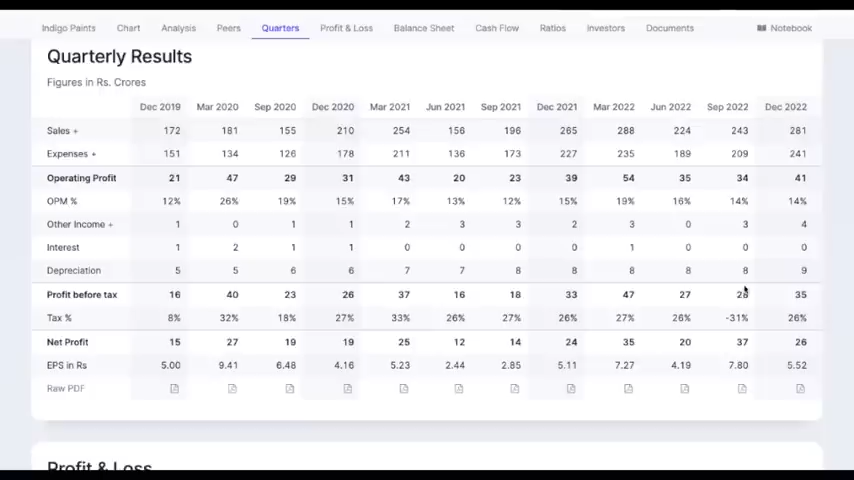 Indigo Paints Chart Analysis Peers Quarters Profit & Loss Balance Sheet Cash Flow Ratios Investors Documents Notebook
Quarterly Results
Figures in Rs. Crores
Dec 2019 Mar 2020 Sep 2020 Dec 2020 Mar 2021 Jun 2021 Sep 2021 Dec 2021 Mar 2022 Jun 2022 Sep 2022 Dec 2022
Sales + 172 181 155 210 254 156 196 265 288 224 243 281
Expenses + 151 134 126 178 211 136 173 227 235 189 209 241
Operating Profit 21 47 29 31 43 20 23 39 54 35 34 41
OPM % 12% 26% 19% 15% 17% 13% 12% 15% 19% 16% 14% 14%
Other Income + 1 0 1 1 2 3 3 2 3 0 3 4
Interest 1 2 1 1 0 0 0 0 1 0 0 0
Depreciation 5 5 6 6 7 7 8 8 8 8 8 9
Profit before tax 16 40 23 26 37 16 18 33 47 27 28 35
Tax % 8% 32% 18% 27% 33% 26% 27% 26% 27% 26% -31% 26%
Net Profit 15 27 19 19 25 12 14 24 35 20 37 26
EPS in Rs 5.00 9.41 6.48 4.16 5.23 2.44 2.85 5.11 7.27 4.19 7.80 5.52
Raw PDF
Profit & Loss